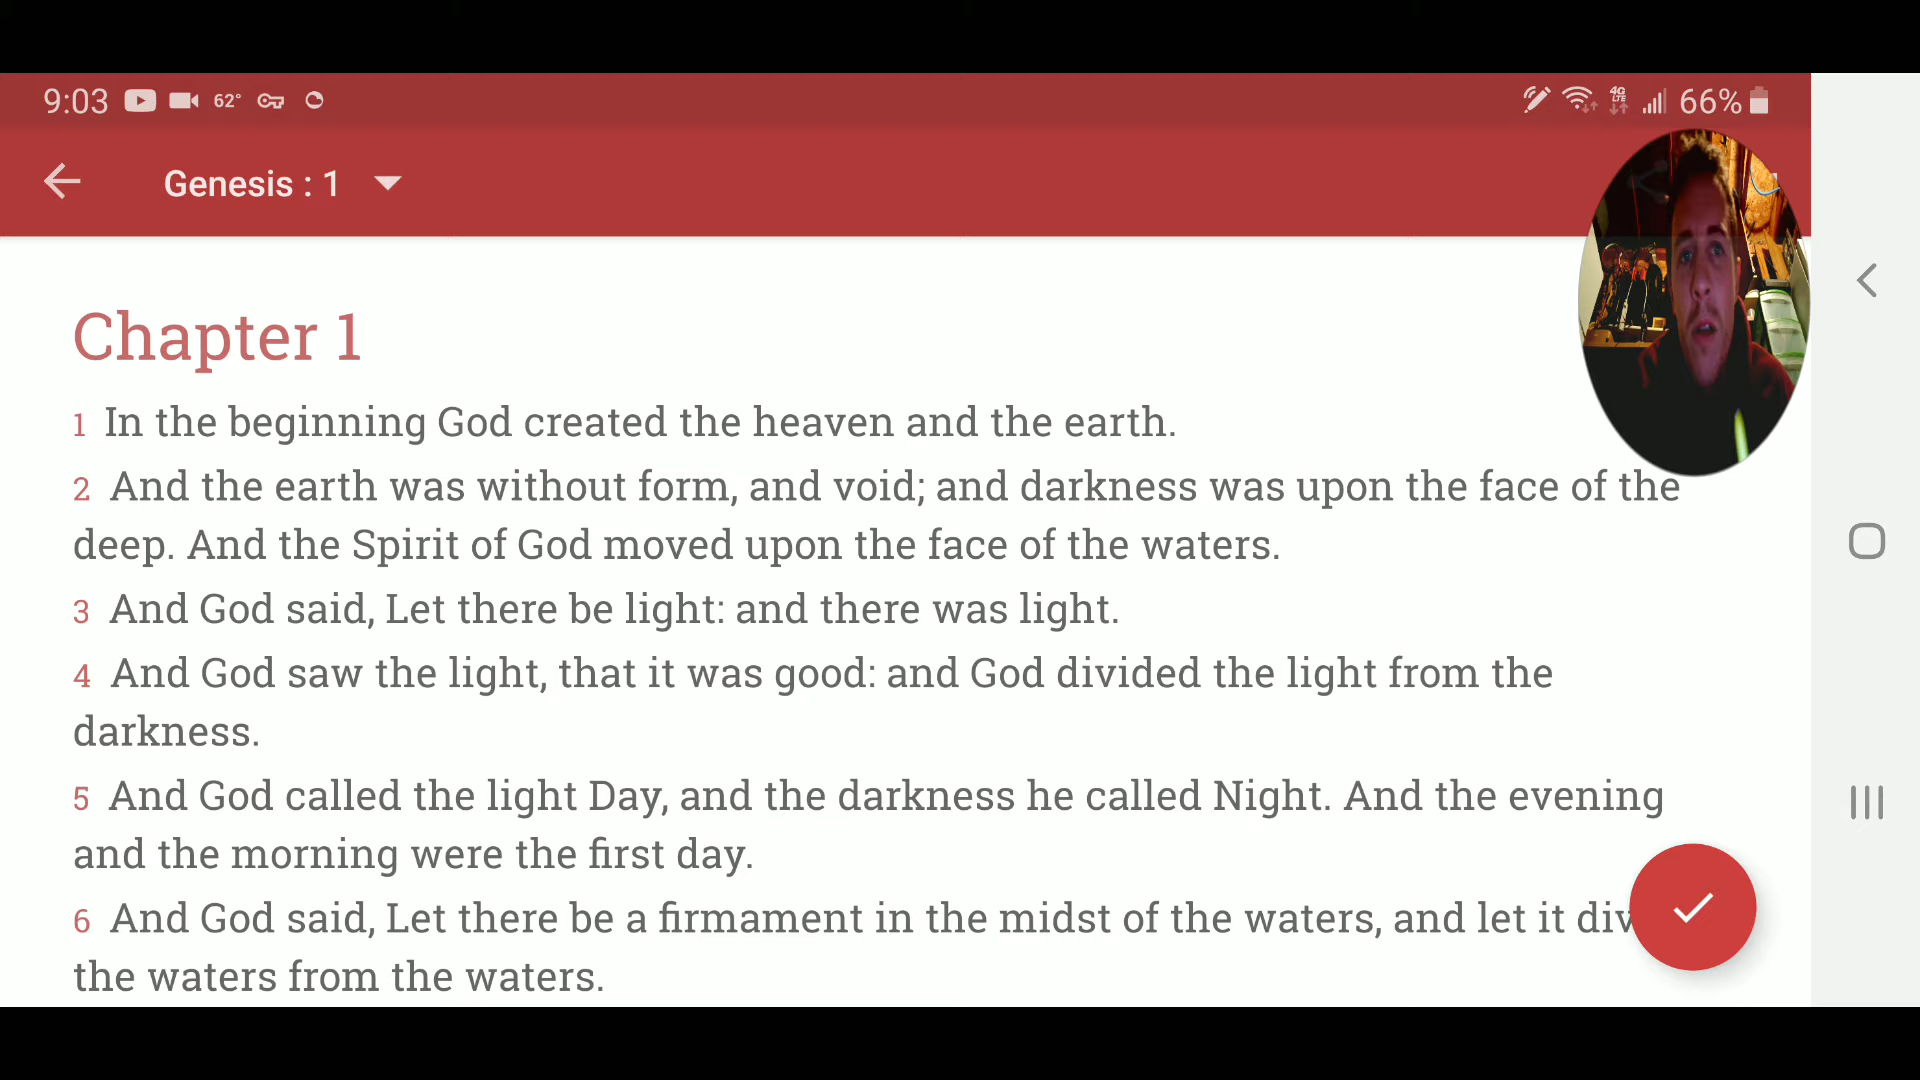 9:03 62° 4G LTE 66%
Genesis : 1
Chapter 1
1 In the beginning God created the heaven and the earth.
2 And the earth was without form, and void; and darkness was upon the face of the
deep. And the Spirit of God moved upon the face of the waters.
3 And God said, Let there be light: and there was light.
4 And God saw the light, that it was good: and God divided the light from the
darkness.
5 And God called the light Day, and the darkness he called Night. And the evening
and the morning were the first day.
6 And God said, Let there be a firmament in the midst of the waters, and let it div
the waters from the waters.